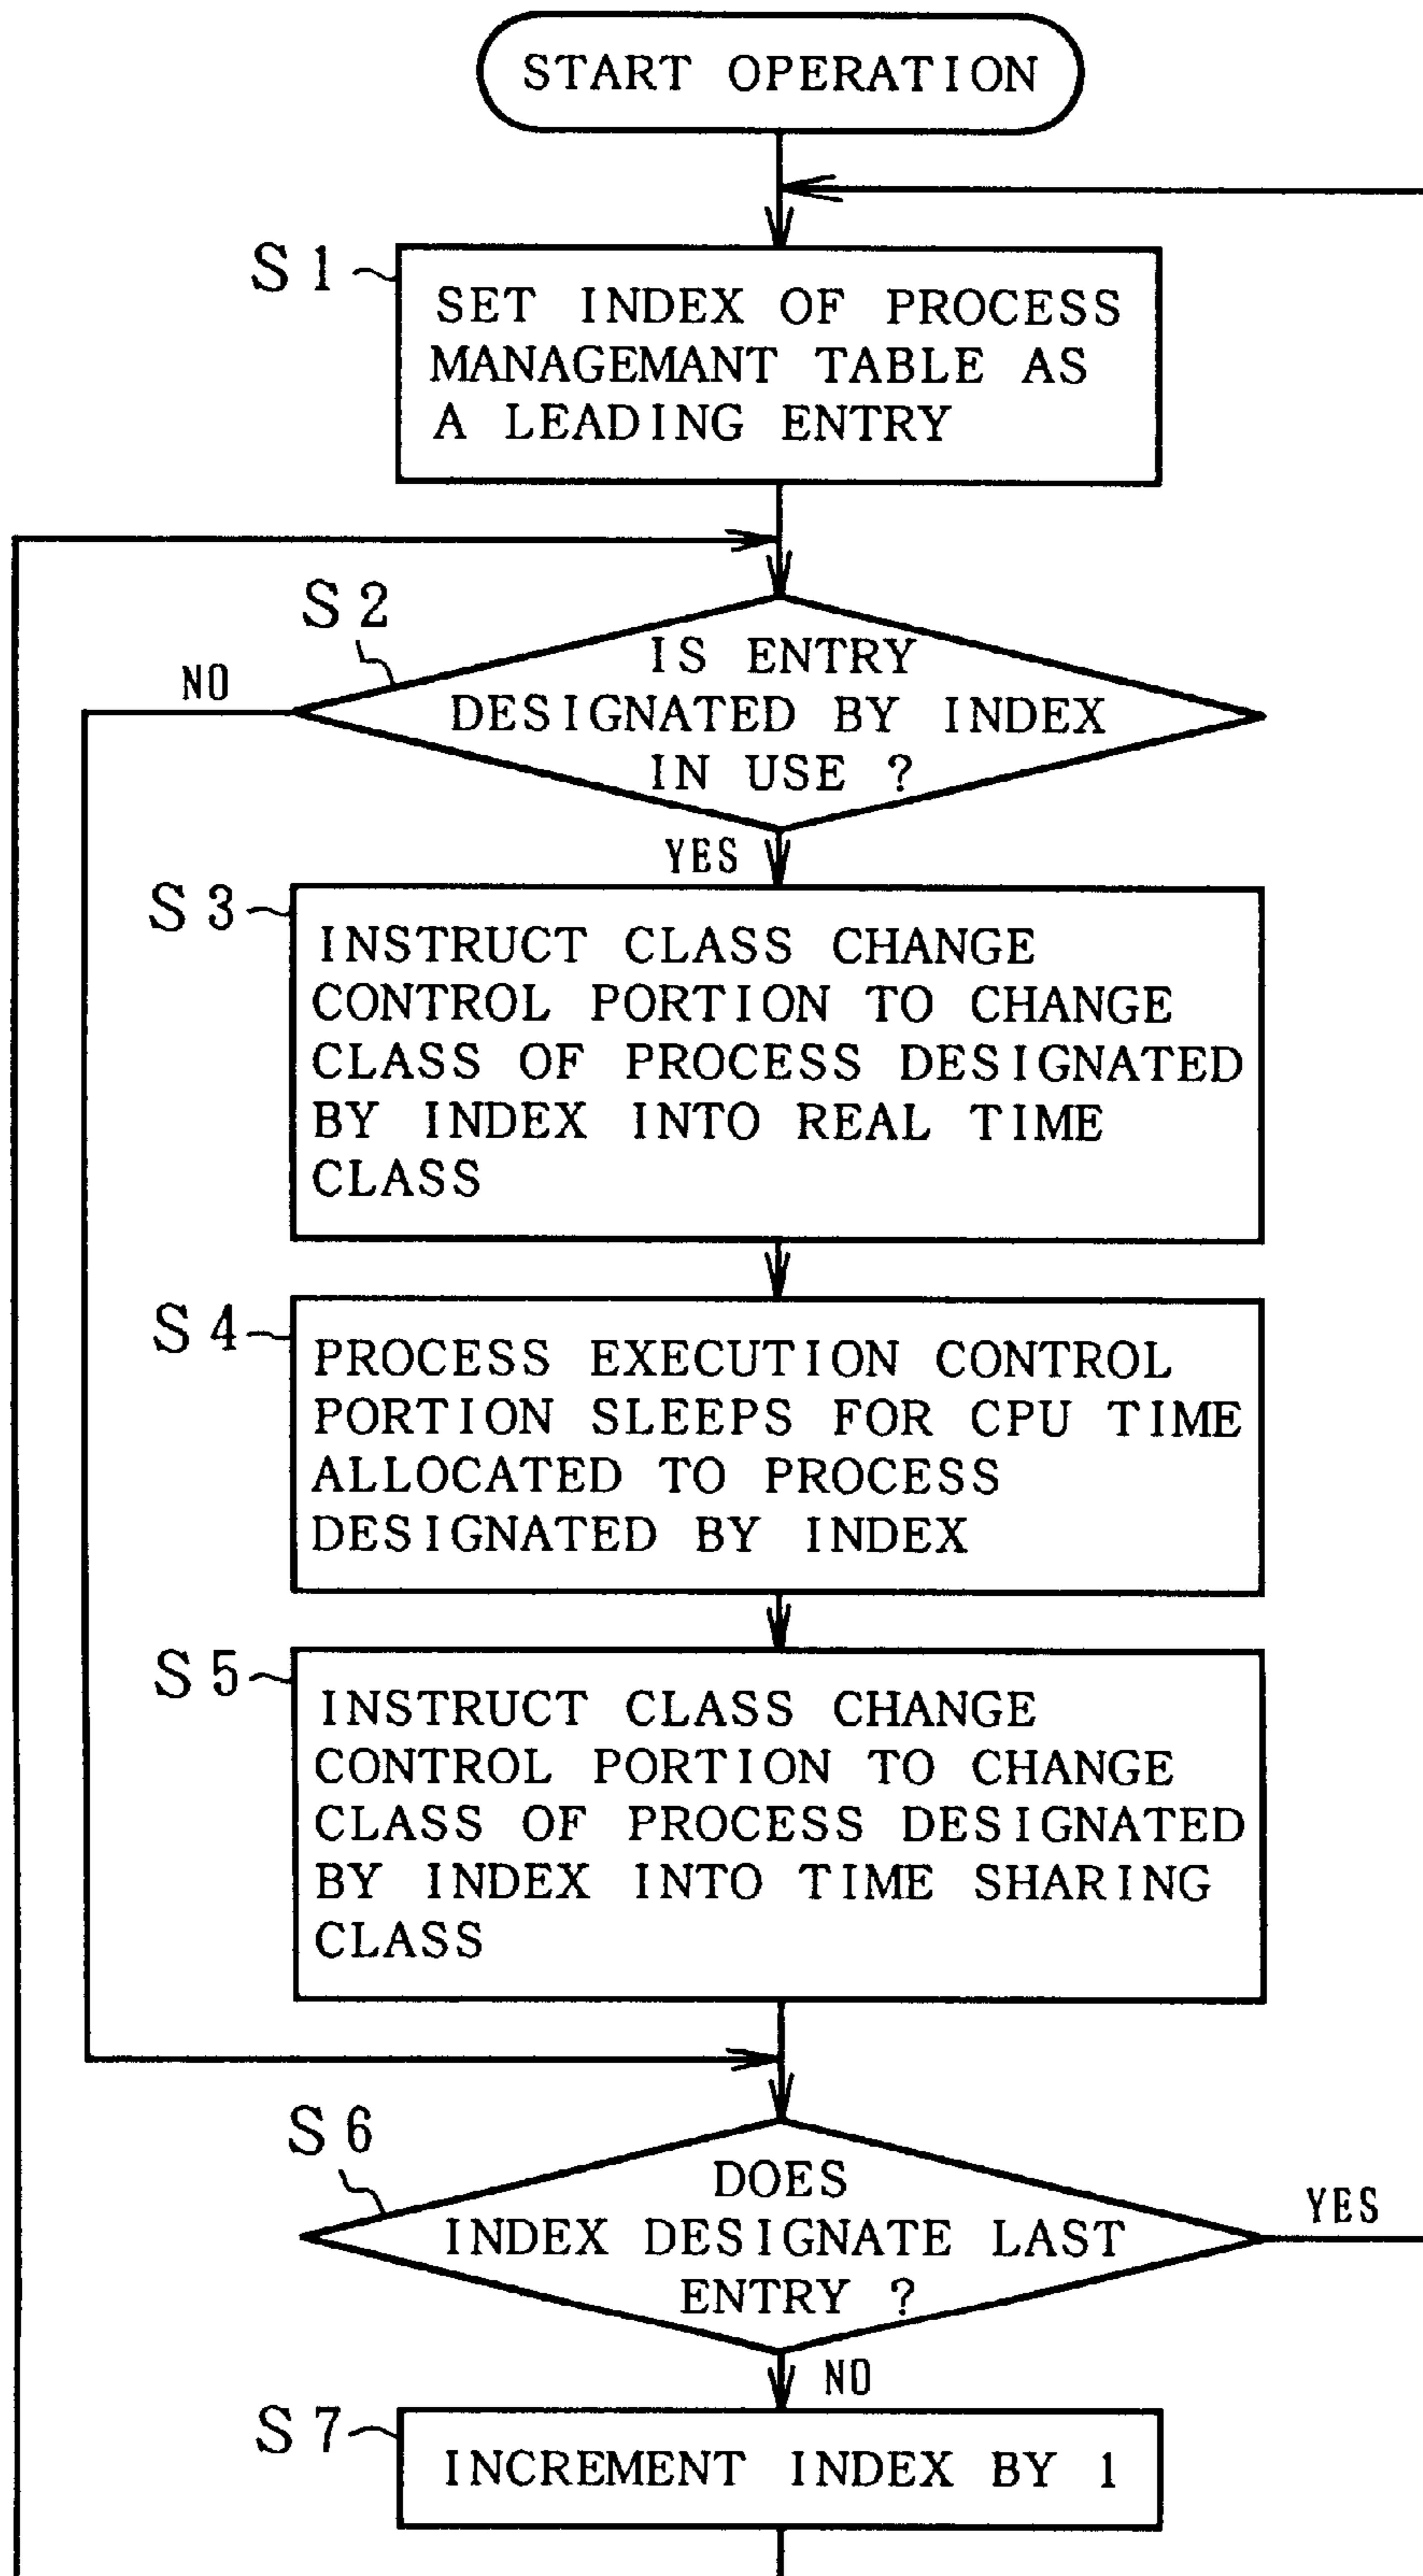 START OPERATION
S1
SET INDEX OF PROCESS
MANAGEMANT TABLE AS
A LEADING ENTRY
S2
NO
IS ENTRY
DESIGNATED BY INDEX
IN USE ?
YES
S3
INSTRUCT CLASS CHANGE
CONTROL PORTION TO CHANGE
CLASS OF PROCESS DESIGNATED
BY INDEX INTO REAL TIME
CLASS
S4
PROCESS EXECUTION CONTROL
PORTION SLEEPS FOR CPU TIME
ALLOCATED TO PROCESS
DESIGNATED BY INDEX
S5
INSTRUCT CLASS CHANGE
CONTROL PORTION TO CHANGE
CLASS OF PROCESS DESIGNATED
BY INDEX INTO TIME SHARING
CLASS
S6
DOES
INDEX DESIGNATE LAST
ENTRY ?
YES
NO
S7
INCREMENT INDEX BY 1